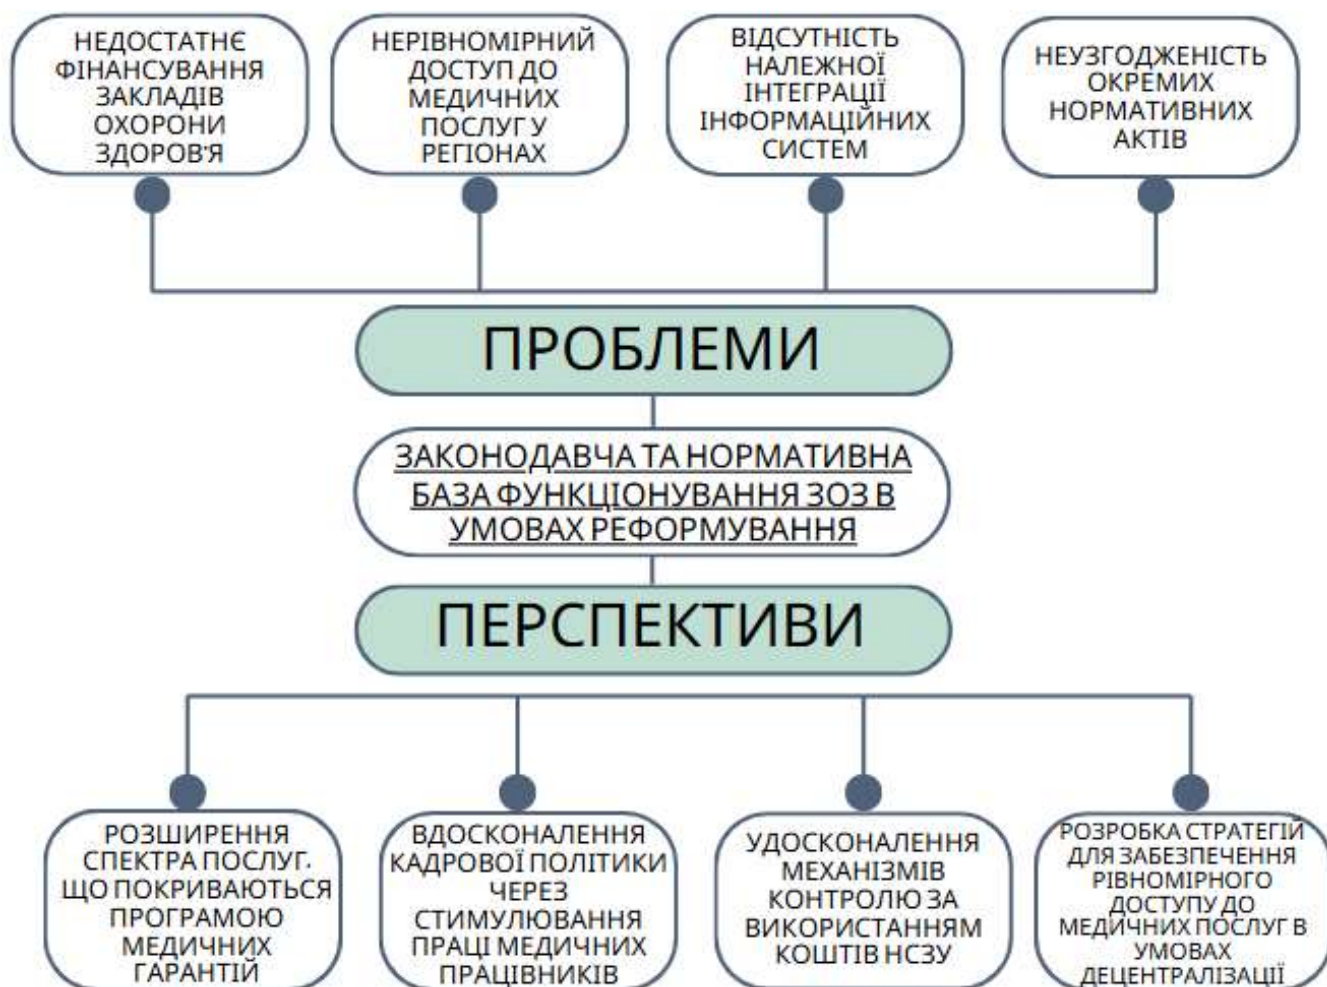 НЕДОСТАТНЄ
ФІНАНСУВАННЯ
ЗАКЛАДІВ
ОХОРОНИ
ЗДОРОВ'Я
НЕРІВНОМІРНИЙ
ДОСТУП ДО
МЕДИЧНИХ
ПОСЛУГ У
РЕГІОНАХ
ВІДСУТНІСТЬ
НАЛЕЖНОЇ
ІНТЕГРАЦІЇ
ІНФОРМАЦІЙНИХ
СИСТЕМ
НЕУЗГОДЖЕНІСТЬ
ОКРЕМИХ
НОРМАТИВНИХ
АКТІВ
ПРОБЛЕМИ
ЗАКОНОДАВЧА ТА НОРМАТИВНА
БАЗА ФУНКЦІОНУВАННЯ ЗОЗ В
УМОВАХ РЕФОРМУВАННЯ
ПЕРСПЕКТИВИ
РОЗШИРЕННЯ
СПЕКТРА ПОСЛУГ,
ЩО ПОКРИВАЮТЬСЯ
ПРОГРАМОЮ
МЕДИЧНИХ
ГАРАНТІЙ
ВДОСКОНАЛЕННЯ
КАДРОВОЇ ПОЛІТИКИ
ЧЕРЕЗ
СТИМУЛЮВАННЯ
ПРАЦІ МЕДИЧНИХ
ПРАЦІВНИКІВ
УДОСКОНАЛЕННЯ
МЕХАНІЗМІВ
КОНТРОЛЮ ЗА
ВИКОРИСТАННЯМ
КОШТІВ НСЗУ
РОЗРОБКА СТРАТЕГІЙ
ДЛЯ ЗАБЕЗПЕЧЕННЯ
РІВНОМІРНОГО
ДОСТУПУ ДО
МЕДИЧНИХ ПОСЛУГ В
УМОВАХ
ДЕЦЕНТРАЛІЗАЦІЇ